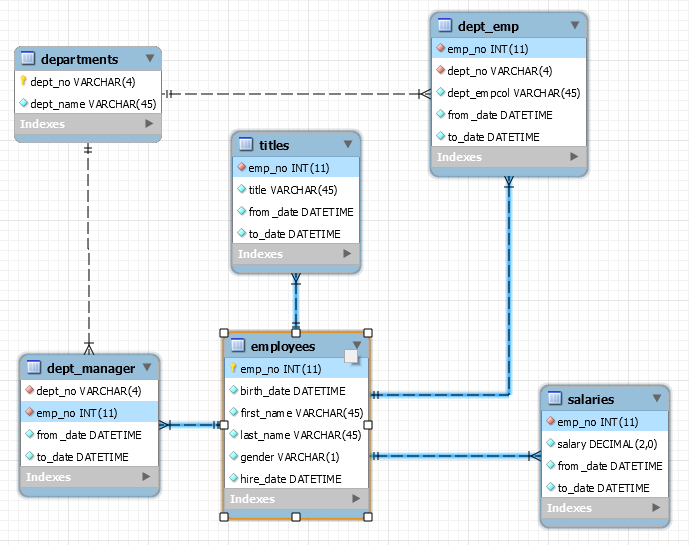 departments
dept_no VARCHAR(4)
dept_name VARCHAR(45)
Indexes
dept_emp
emp_no INT(11)
dept_no VARCHAR(4)
dept_empcol VARCHAR(45)
from_date DATETIME
to_date DATETIME
Indexes
titles
emp_no INT(11)
title VARCHAR(45)
from_date DATETIME
to_date DATETIME
Indexes
dept_manager
dept_no VARCHAR(4)
emp_no INT(11)
from_date DATETIME
to_date DATETIME
Indexes
employees
emp_no INT(11)
birth_date DATETIME
first_name VARCHAR(45)
last_name VARCHAR(45)
gender VARCHAR(1)
hire_date DATETIME
Indexes
salaries
emp_no INT(11)
salary DECIMAL(2,0)
from_date DATETIME
to_date DATETIME
Indexes